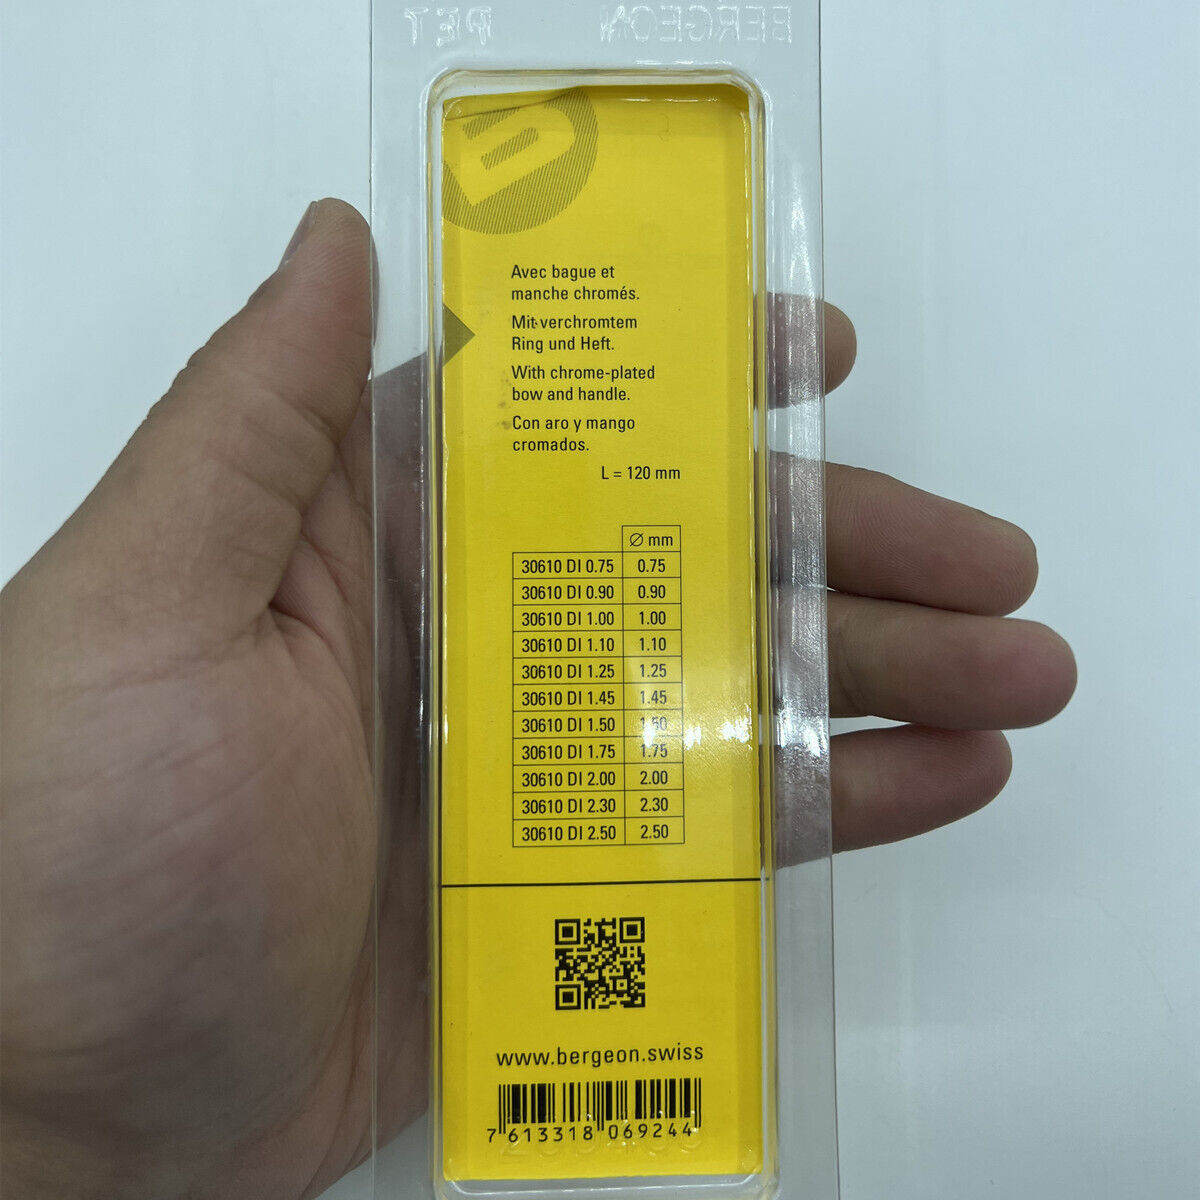 BERGEON PET
B
Avec bague et
manche chromés.
Mit verchromtem
Ring und Heft.
With chrome-plated
bow and handle.
Con aro y mango
cromados.
L = 120 mm
∅ mm
30610 DI 0.75 0.75
30610 DI 0.90 0.90
30610 DI 1.00 1.00
30610 DI 1.10 1.10
30610 DI 1.25 1.25
30610 DI 1.45 1.45
30610 DI 1.50 1.50
30610 DI 1.75 1.75
30610 DI 2.00 2.00
30610 DI 2.30 2.30
30610 DI 2.50 2.50
www.bergeon.swiss
7 613318 069244